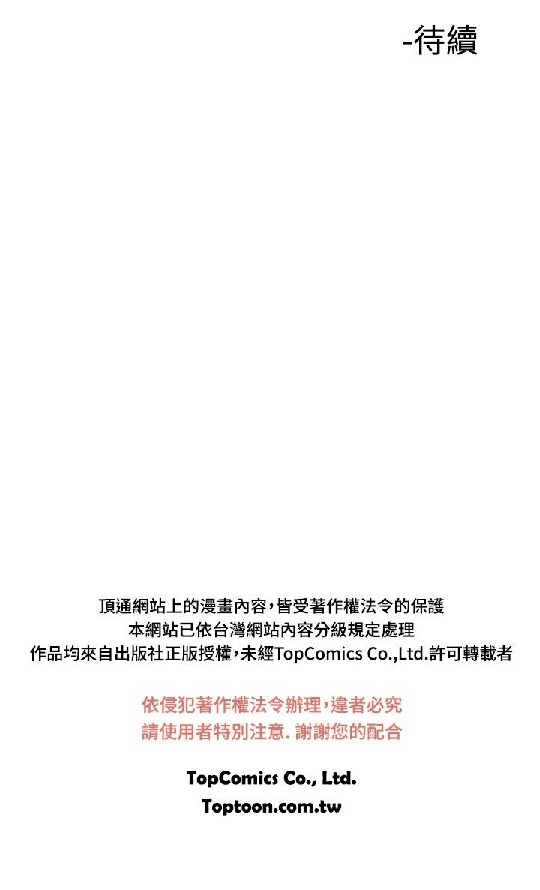 -待續
頂通網站上的漫畫內容,皆受著作權法令的保護
本網站已依台灣網站內容分級規定處理
作品均來自出版社正版授權,未經TopComics Co.,Ltd.許可轉載者
依侵犯著作權法令辦理,違者必究
請使用者特別注意. 謝謝您的配合
TopComics Co., Ltd.
Toptoon.com.tw